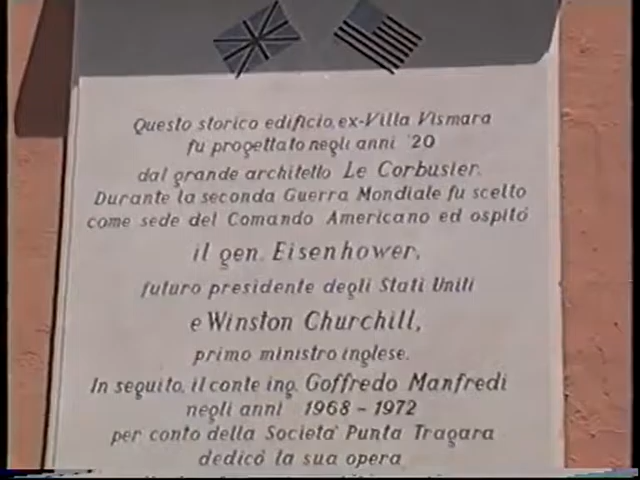 Questo storico edificio, ex-Villa Vismara
fu progettato negli anni '20
dal grande architetto Le Corbusier.
Durante la seconda Guerra Mondiale fu scelto
come sede del Comando Americano ed ospitò
il gen. Eisenhower,
futuro presidente degli Stati Uniti
e Winston Churchill,
primo ministro inglese.
In seguito, il conte ing. Goffredo Manfredi
negli anni 1968-1972
per conto della Società Punta Tragara
dedicò la sua opera